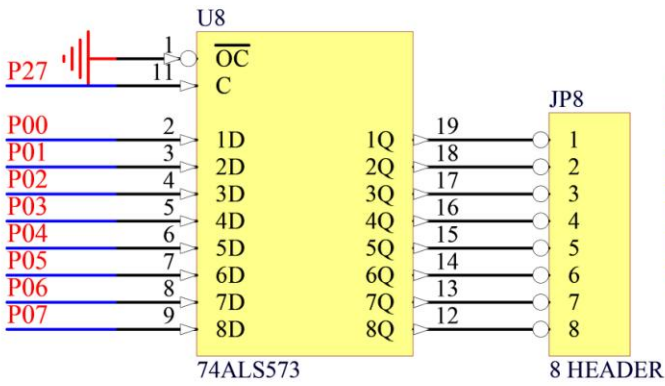 U8
1 OC
P27 11 C
JP8
P00 2 1D 1Q 19 1
P01 3 2D 2Q 18 2
P02 4 3D 3Q 17 3
P03 5 4D 4Q 16 4
P04 6 5D 5Q 15 5
P05 7 6D 6Q 14 6
P06 8 7D 7Q 13 7
P07 9 8D 8Q 12 8
74ALS573 8 HEADER